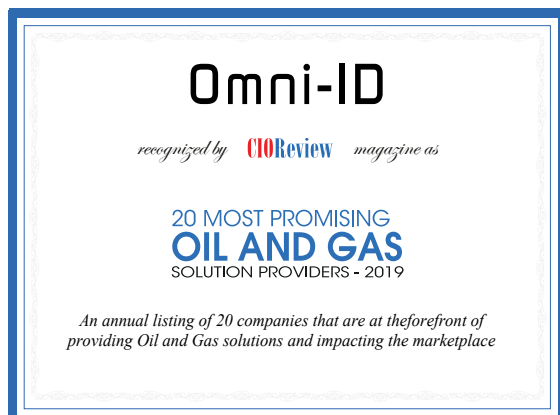 Omni-ID
recognized by CIOReview magazine as
20 MOST PROMISING
OIL AND GAS
SOLUTION PROVIDERS - 2019
An annual listing of 20 companies that are at theforefront of
providing Oil and Gas solutions and impacting the marketplace